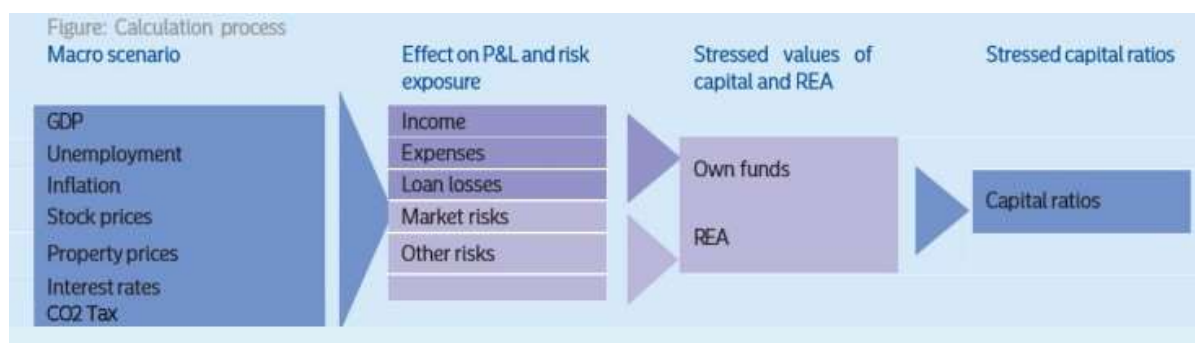 Figure: Calculation process
Macro scenario
GDP
Unemployment
Inflation
Stock prices
Property prices
Interest rates
CO2 Tax
Effect on P&L and risk
exposure
Income
Expenses
Loan losses
Market risks
Other risks
Stressed values of
capital and REA
Own funds
REA
Stressed capital ratios
Capital ratios